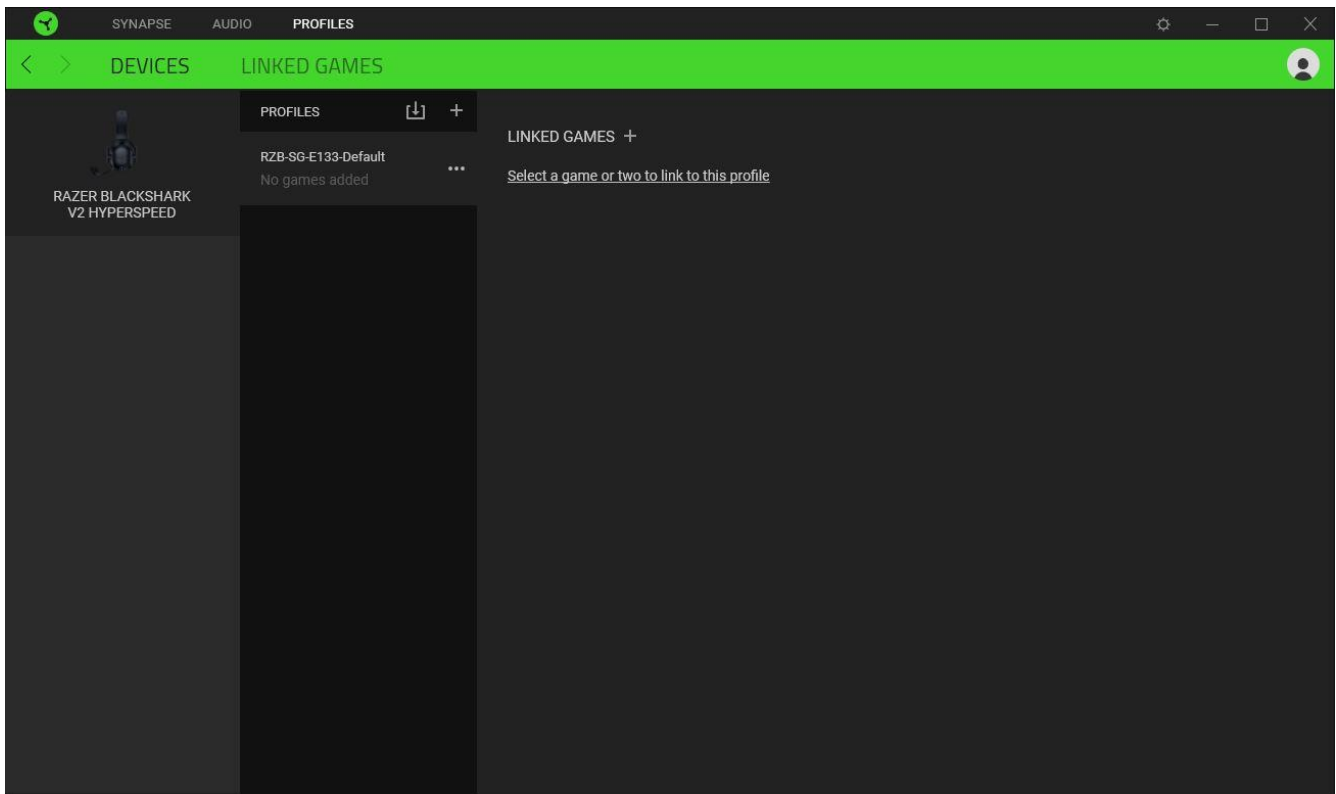 SYNAPSE AUDIO PROFILES
DEVICES LINKED GAMES
RAZER BLACKSHARK
V2 HYPERSPEED
PROFILES
RZB-SG-E133-Default
No games added
LINKED GAMES +
Select a game or two to link to this profile